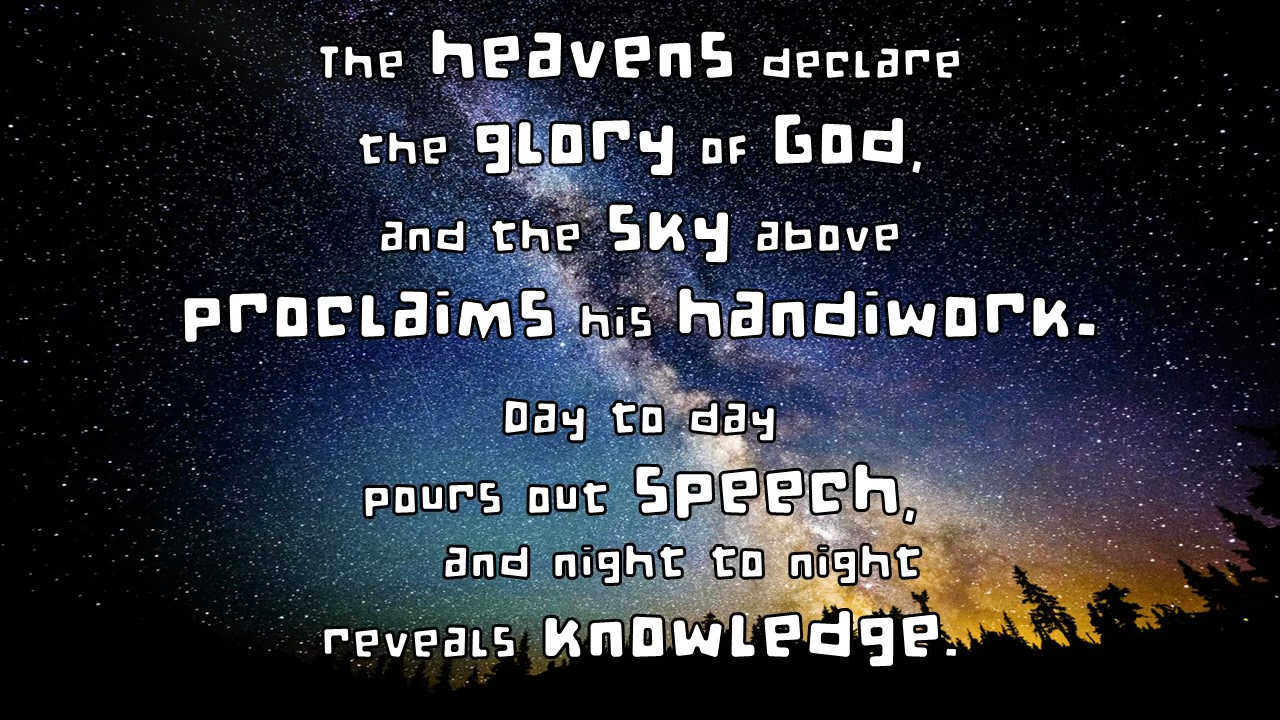 The heavens declare
the glory of God,
and the sky above
proclaims his handiwork.
Day to day
pours out speech,
and night to night
reveals knowledge.